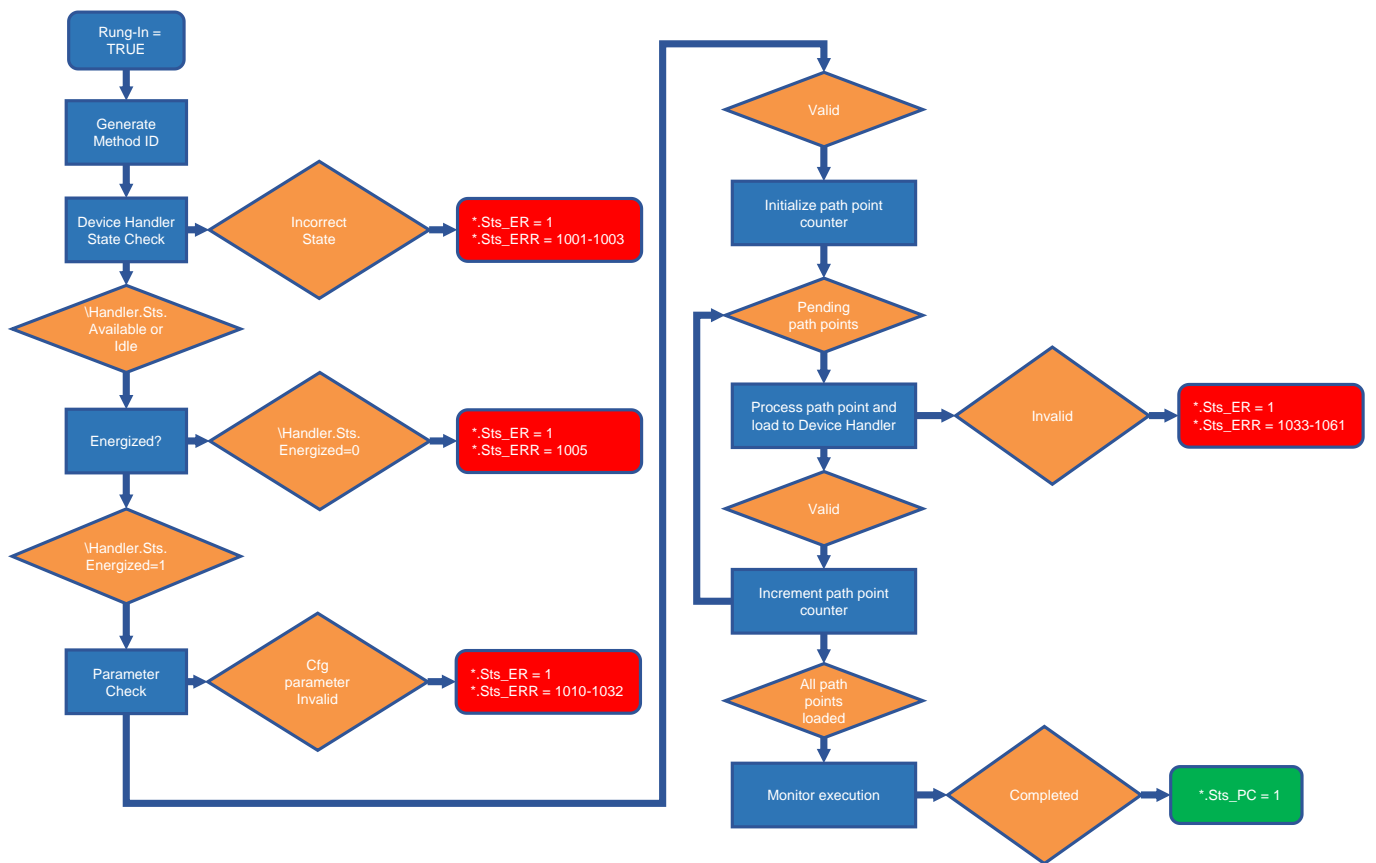 Rung-In =
TRUE
Generate
Method ID
Device Handler
State Check
Incorrect
State
*.Sts_ER = 1
*.Sts_ERR = 1001-1003
\Handler.Sts.
Available or
Idle
Energized?
\Handler.Sts.
Energized=0
*.Sts_ER = 1
*.Sts_ERR = 1005
\Handler.Sts.
Energized=1
Parameter
Check
Cfg
parameter
Invalid
*.Sts_ER = 1
*.Sts_ERR = 1010-1032
Valid
Initialize path point
counter
Pending
path points
Process path point and
load to Device Handler
Invalid
*.Sts_ER = 1
*.Sts_ERR = 1033-1061
Valid
Increment path point
counter
All path
points
loaded
Monitor execution
Completed
*.Sts_PC = 1